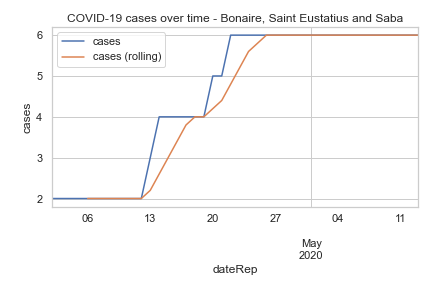 COVID-19 cases over time - Bonaire, Saint Eustatius and Saba
cases
cases (rolling)
cases
6
5
4
3
2
06
13
20
27
04
11
May
2020
dateRep